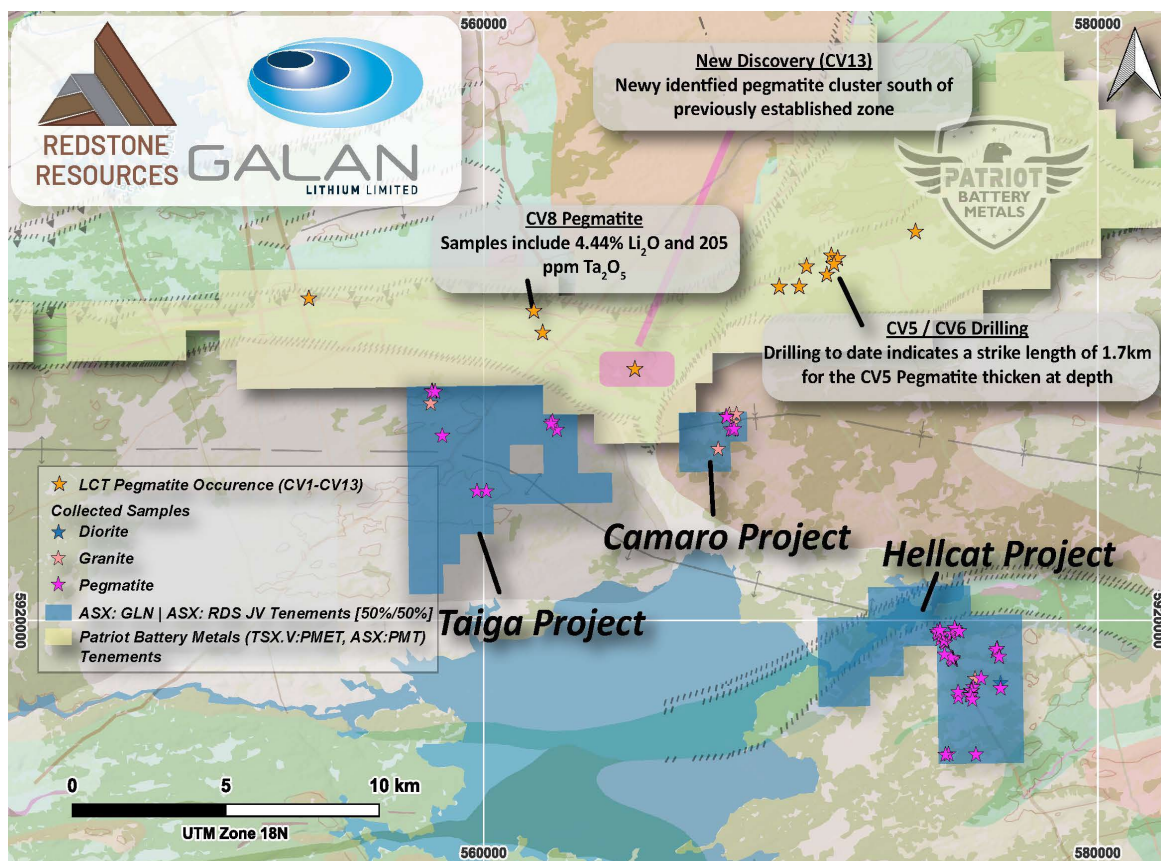 560000
580000
REDSTONE
RESOURCES
GALAN
LITHIUM LIMITED
New Discovery (CV13)
Newy identfied pegmatite cluster south of
previously established zone
PATRIOT
BATTERY
METALS
CV8 Pegmatite
Samples include 4.44% Li₂O and 205
ppm Ta₂O₅
CV5 / CV6 Drilling
Drilling to date indicates a strike length of 1.7km
for the CV5 Pegmatite thicken at depth
LCT Pegmatite Occurence (CV1-CV13)
Collected Samples
Diorite
Granite
Pegmatite
ASX: GLN | ASX: RDS JV Tenements [50%/50%]
Patriot Battery Metals (TSX.V:PMET, ASX:PMT)
Tenements
Camaro Project
Hellcat Project
Taiga Project
5920000
5920000
0 5 10 km
UTM Zone 18N
560000
580000